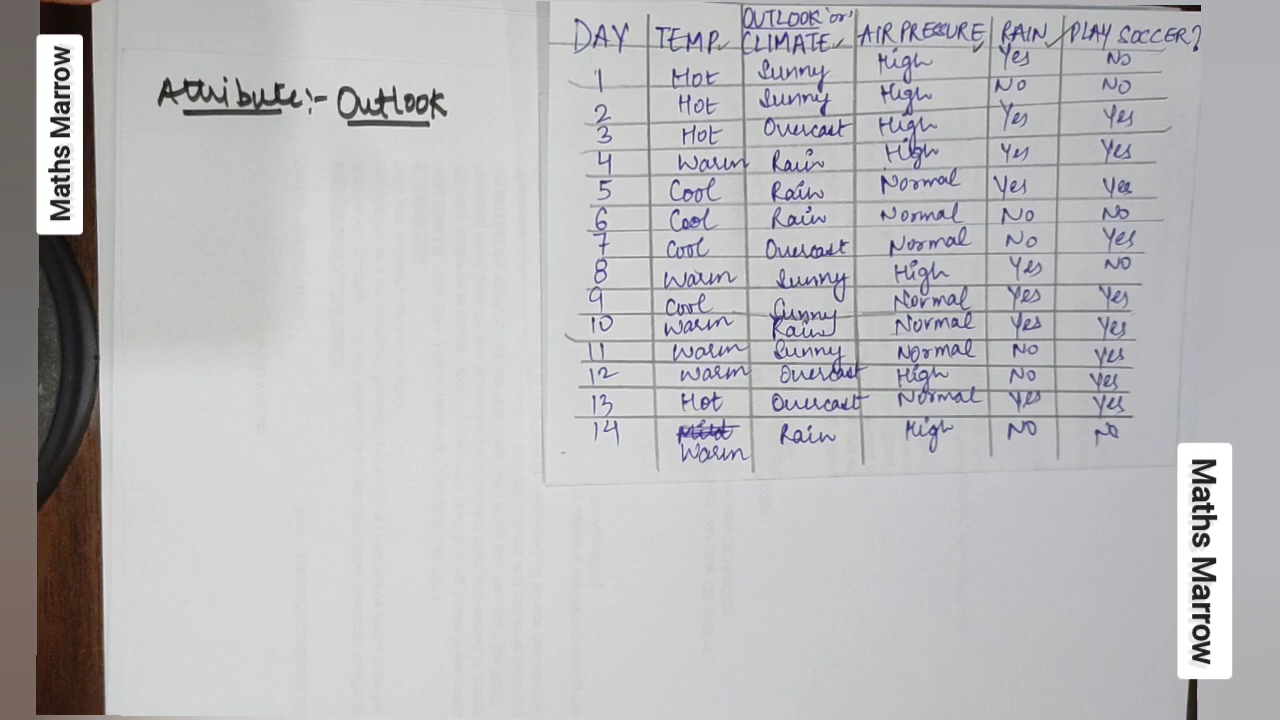 Maths Marrow
Attribute:- Outlook
DAY TEMP. OUTLOOK 'or' CLIMATE AIR PRESSURE RAIN PLAY SOCCER?
1 Hot Sunny High Yes No
2 Hot Sunny High No No
3 Hot Overcast High Yes Yes
4 Warm Rain High Yes Yes
5 Cool Rain Normal Yes Yes
6 Cool Rain Normal No No
7 Cool Overcast Normal No Yes
8 Warm Sunny High Yes No
9 Cool Sunny Normal Yes Yes
10 Warm Rain Normal Yes Yes
11 Warm Sunny Normal No Yes
12 Warm Overcast High No Yes
13 Hot Overcast Normal Yes Yes
14 Warm Rain High No No
Maths Marrow